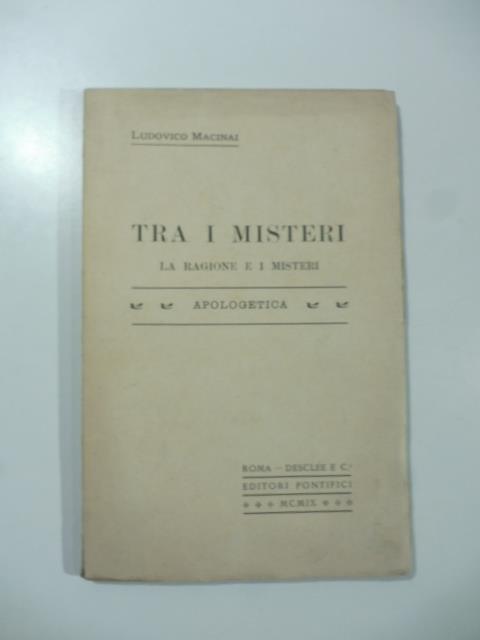 LUDOVICO MACINAI
TRA I MISTERI
LA RAGIONE E I MISTERI
APOLOGETICA
ROMA — DESCLÉE E C.i
EDITORI PONTIFICI
MCMIX